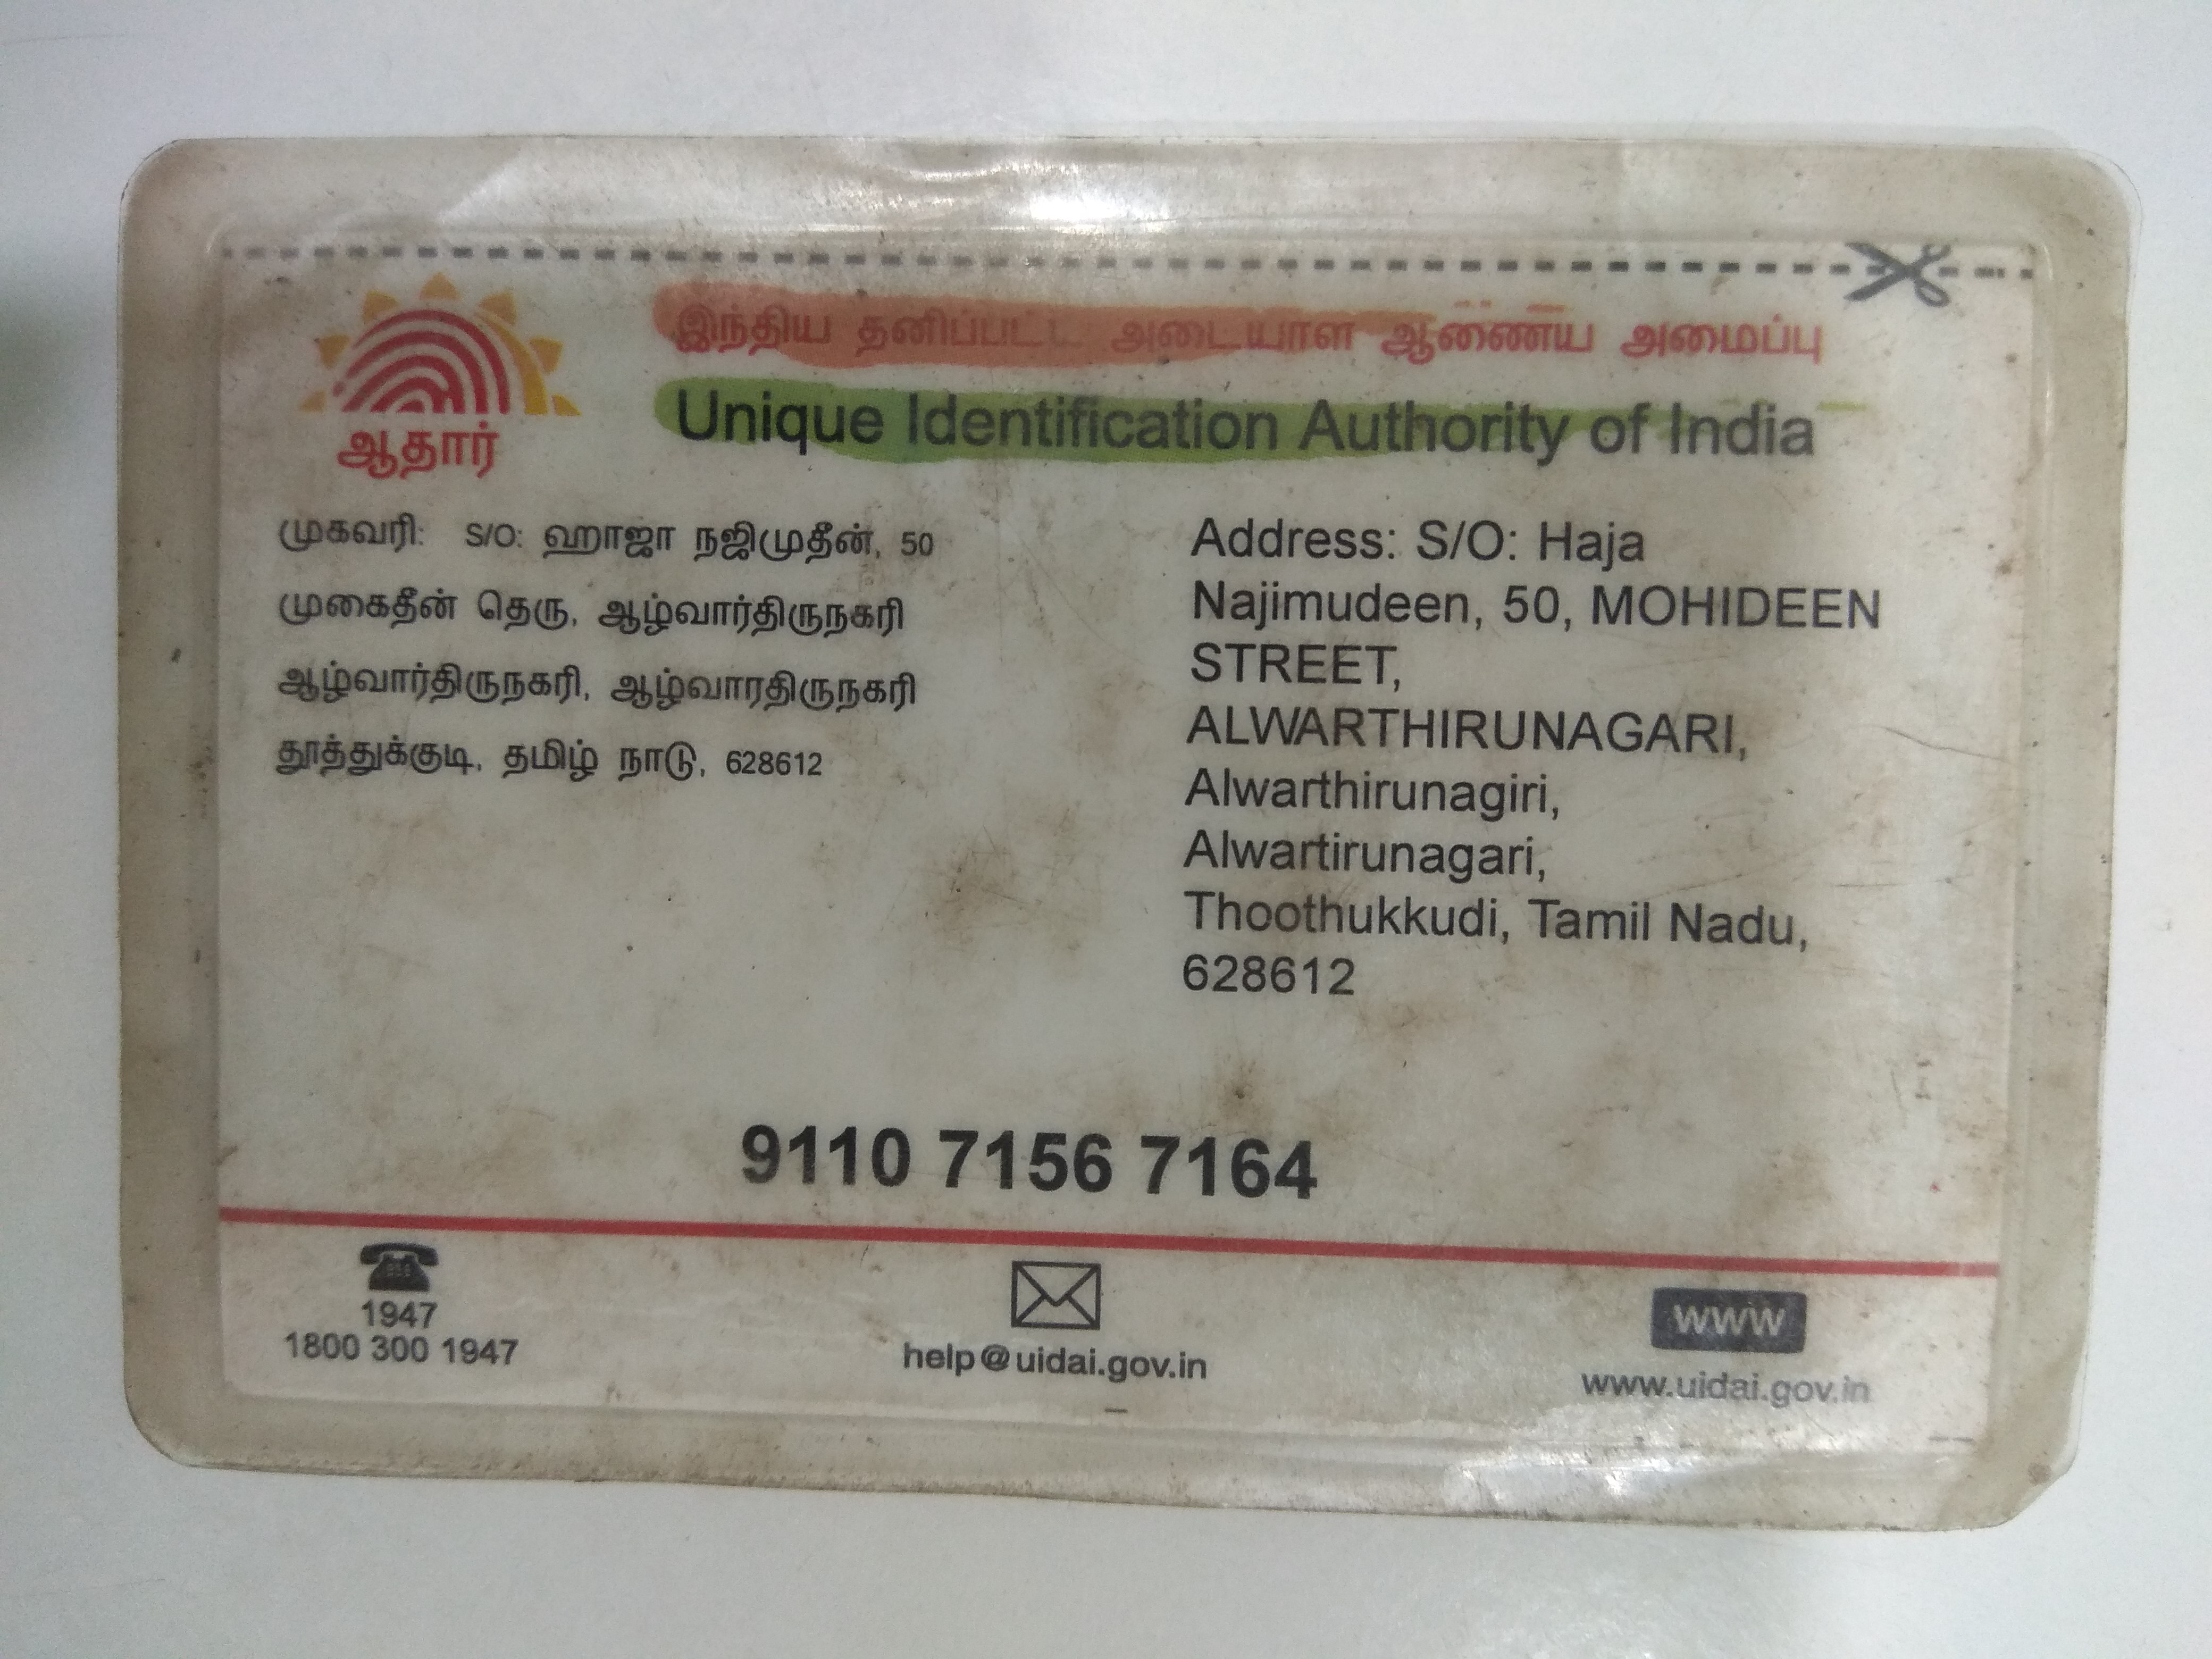 இந்திய தனிப்பட்ட அடையாள ஆணைய அமைப்பு
Unique Identification Authority of India
ஆதார்
முகவரி: S/O: ஹாஜா நஜிமுதீன், 50
முகைதீன் தெரு, ஆழ்வார்திருநகரி
ஆழ்வார்திருநகரி, ஆழ்வாரதிருநகரி
தூத்துக்குடி, தமிழ் நாடு, 628612
Address: S/O: Haja
Najimudeen, 50, MOHIDEEN
STREET,
ALWARTHIRUNAGARI,
Alwarthirunagiri,
Alwartirunagari,
Thoothukkudi, Tamil Nadu,
628612
9110 7156 7164
1947
1800 300 1947
help@uidai.gov.in
WWW
www.uidai.gov.in